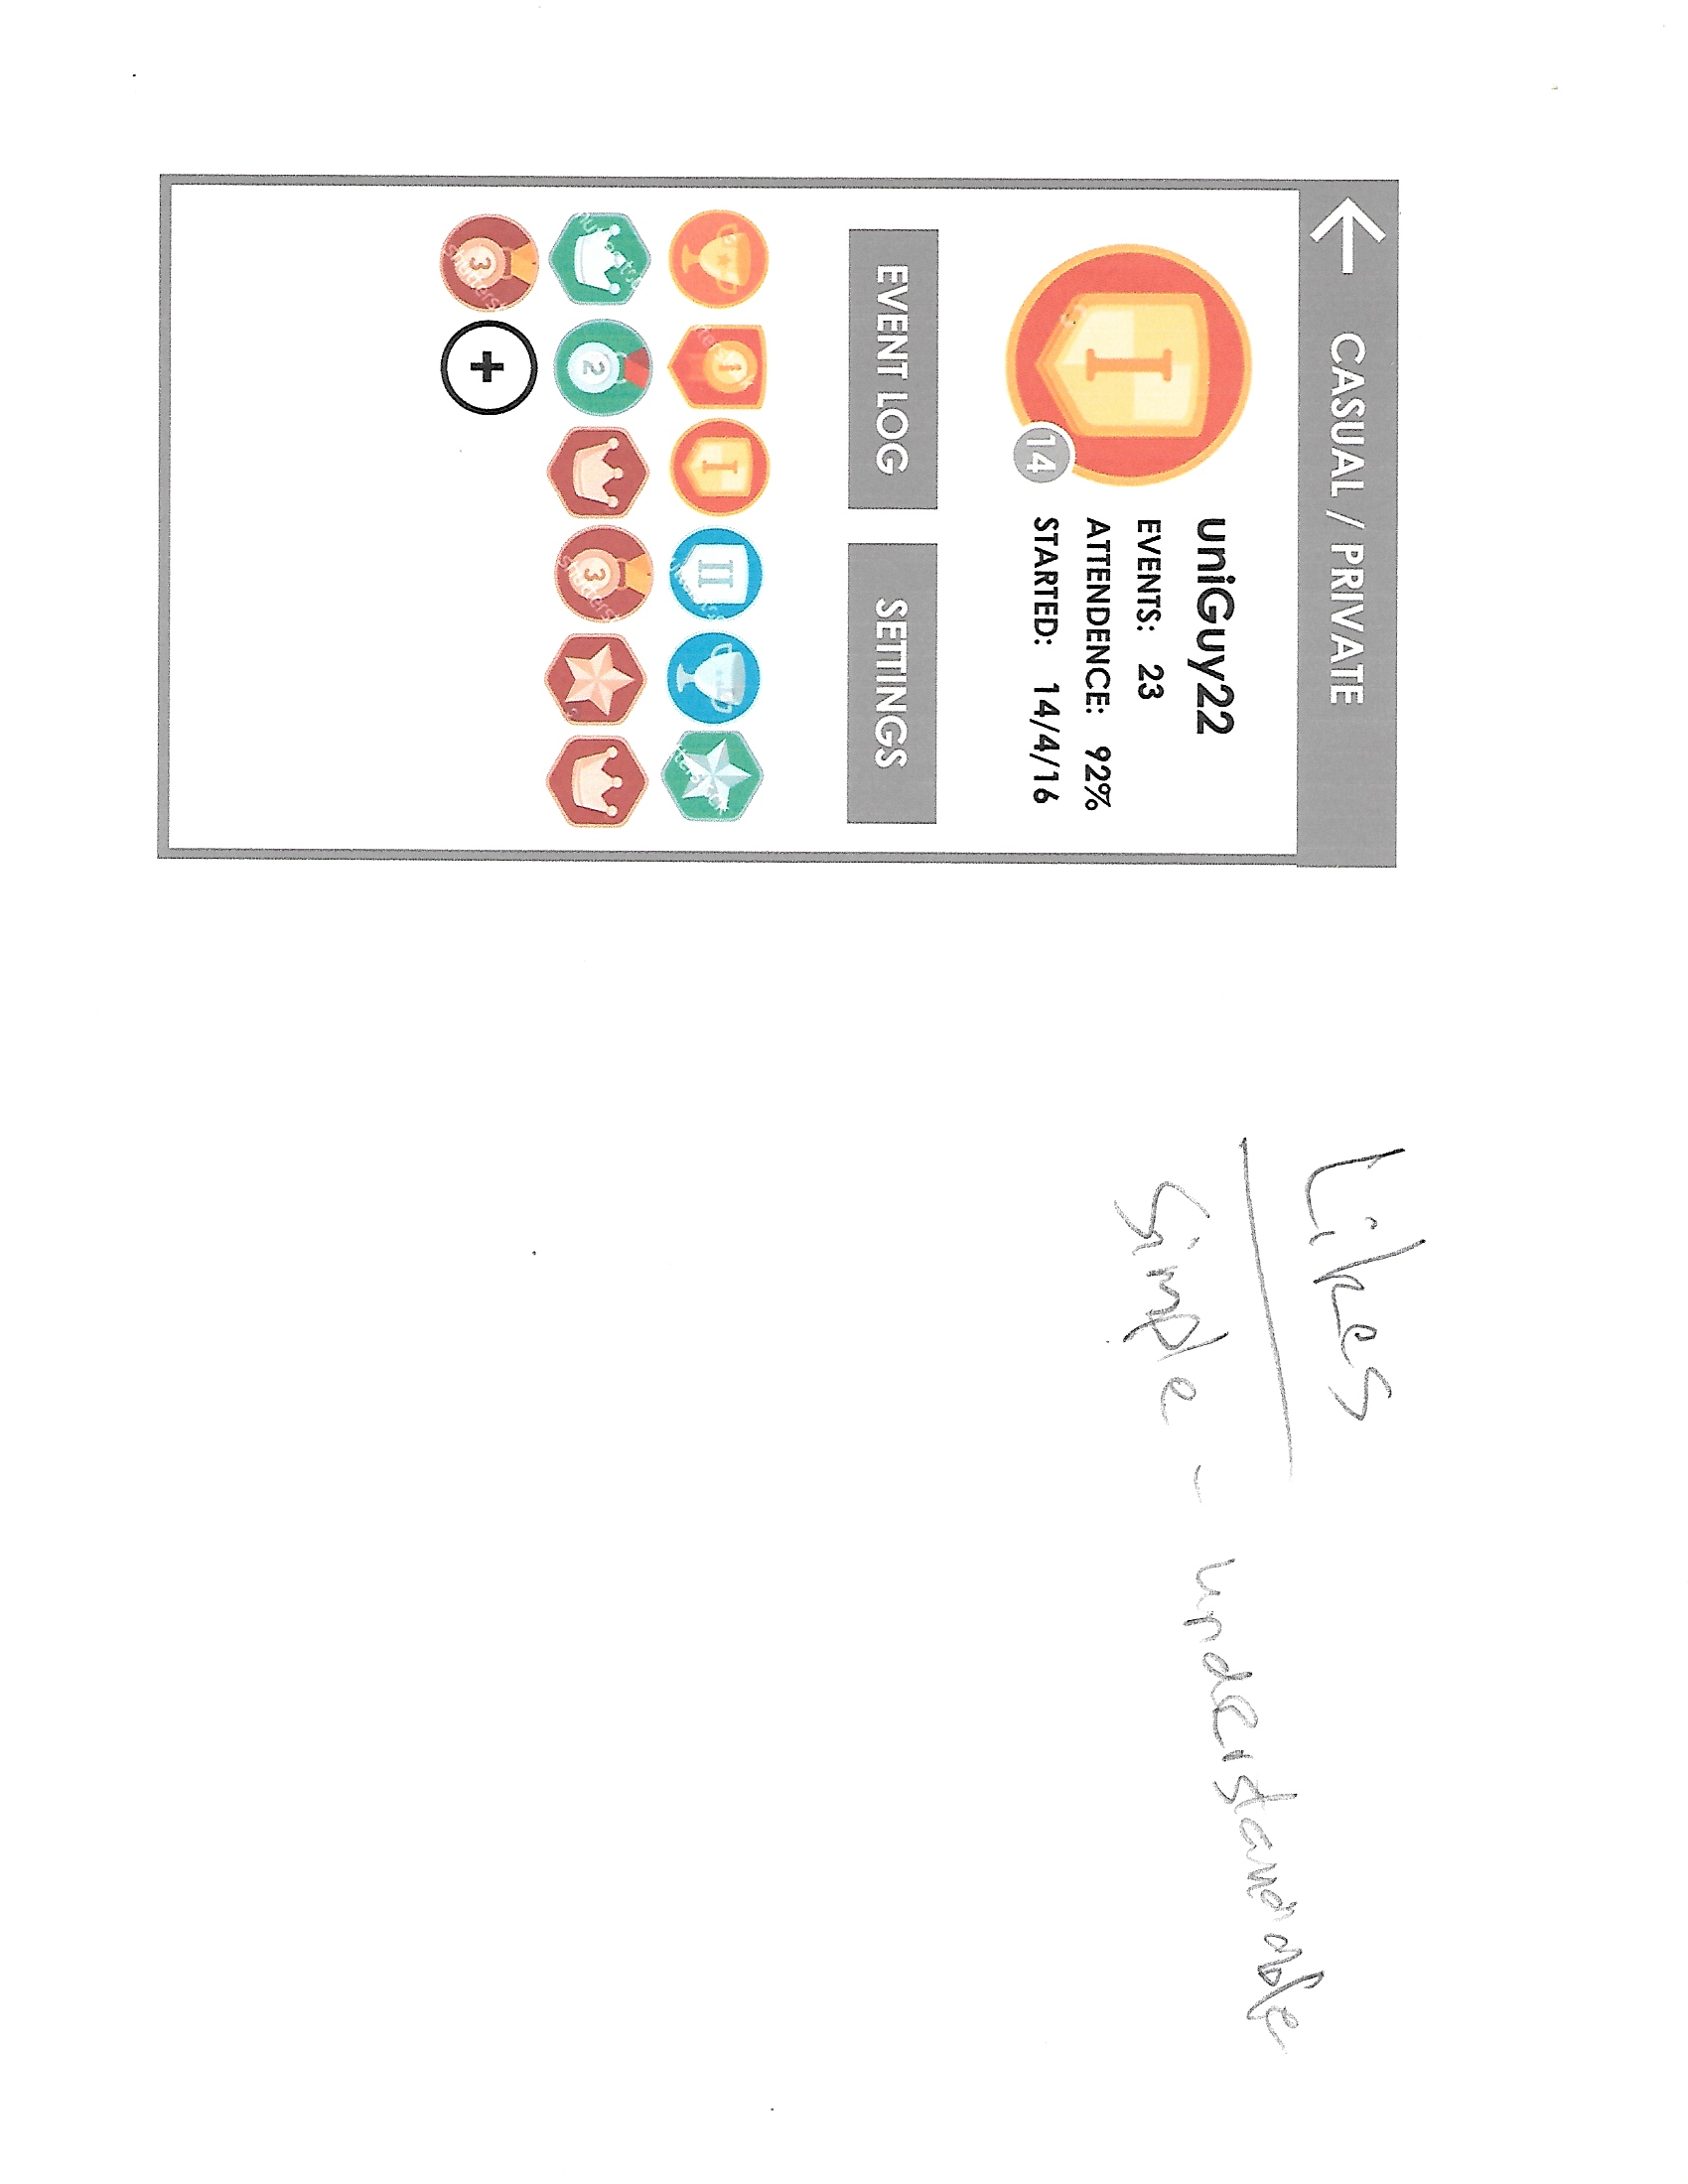 CASUAL / PRIVATE
uniGuy22
EVENTS: 23
ATTENDENCE: 92%
STARTED: 14/4/16
I
14
EVENT LOG
SETTINGS
1
I
II
2
3
3
Likes
Simple - understandable